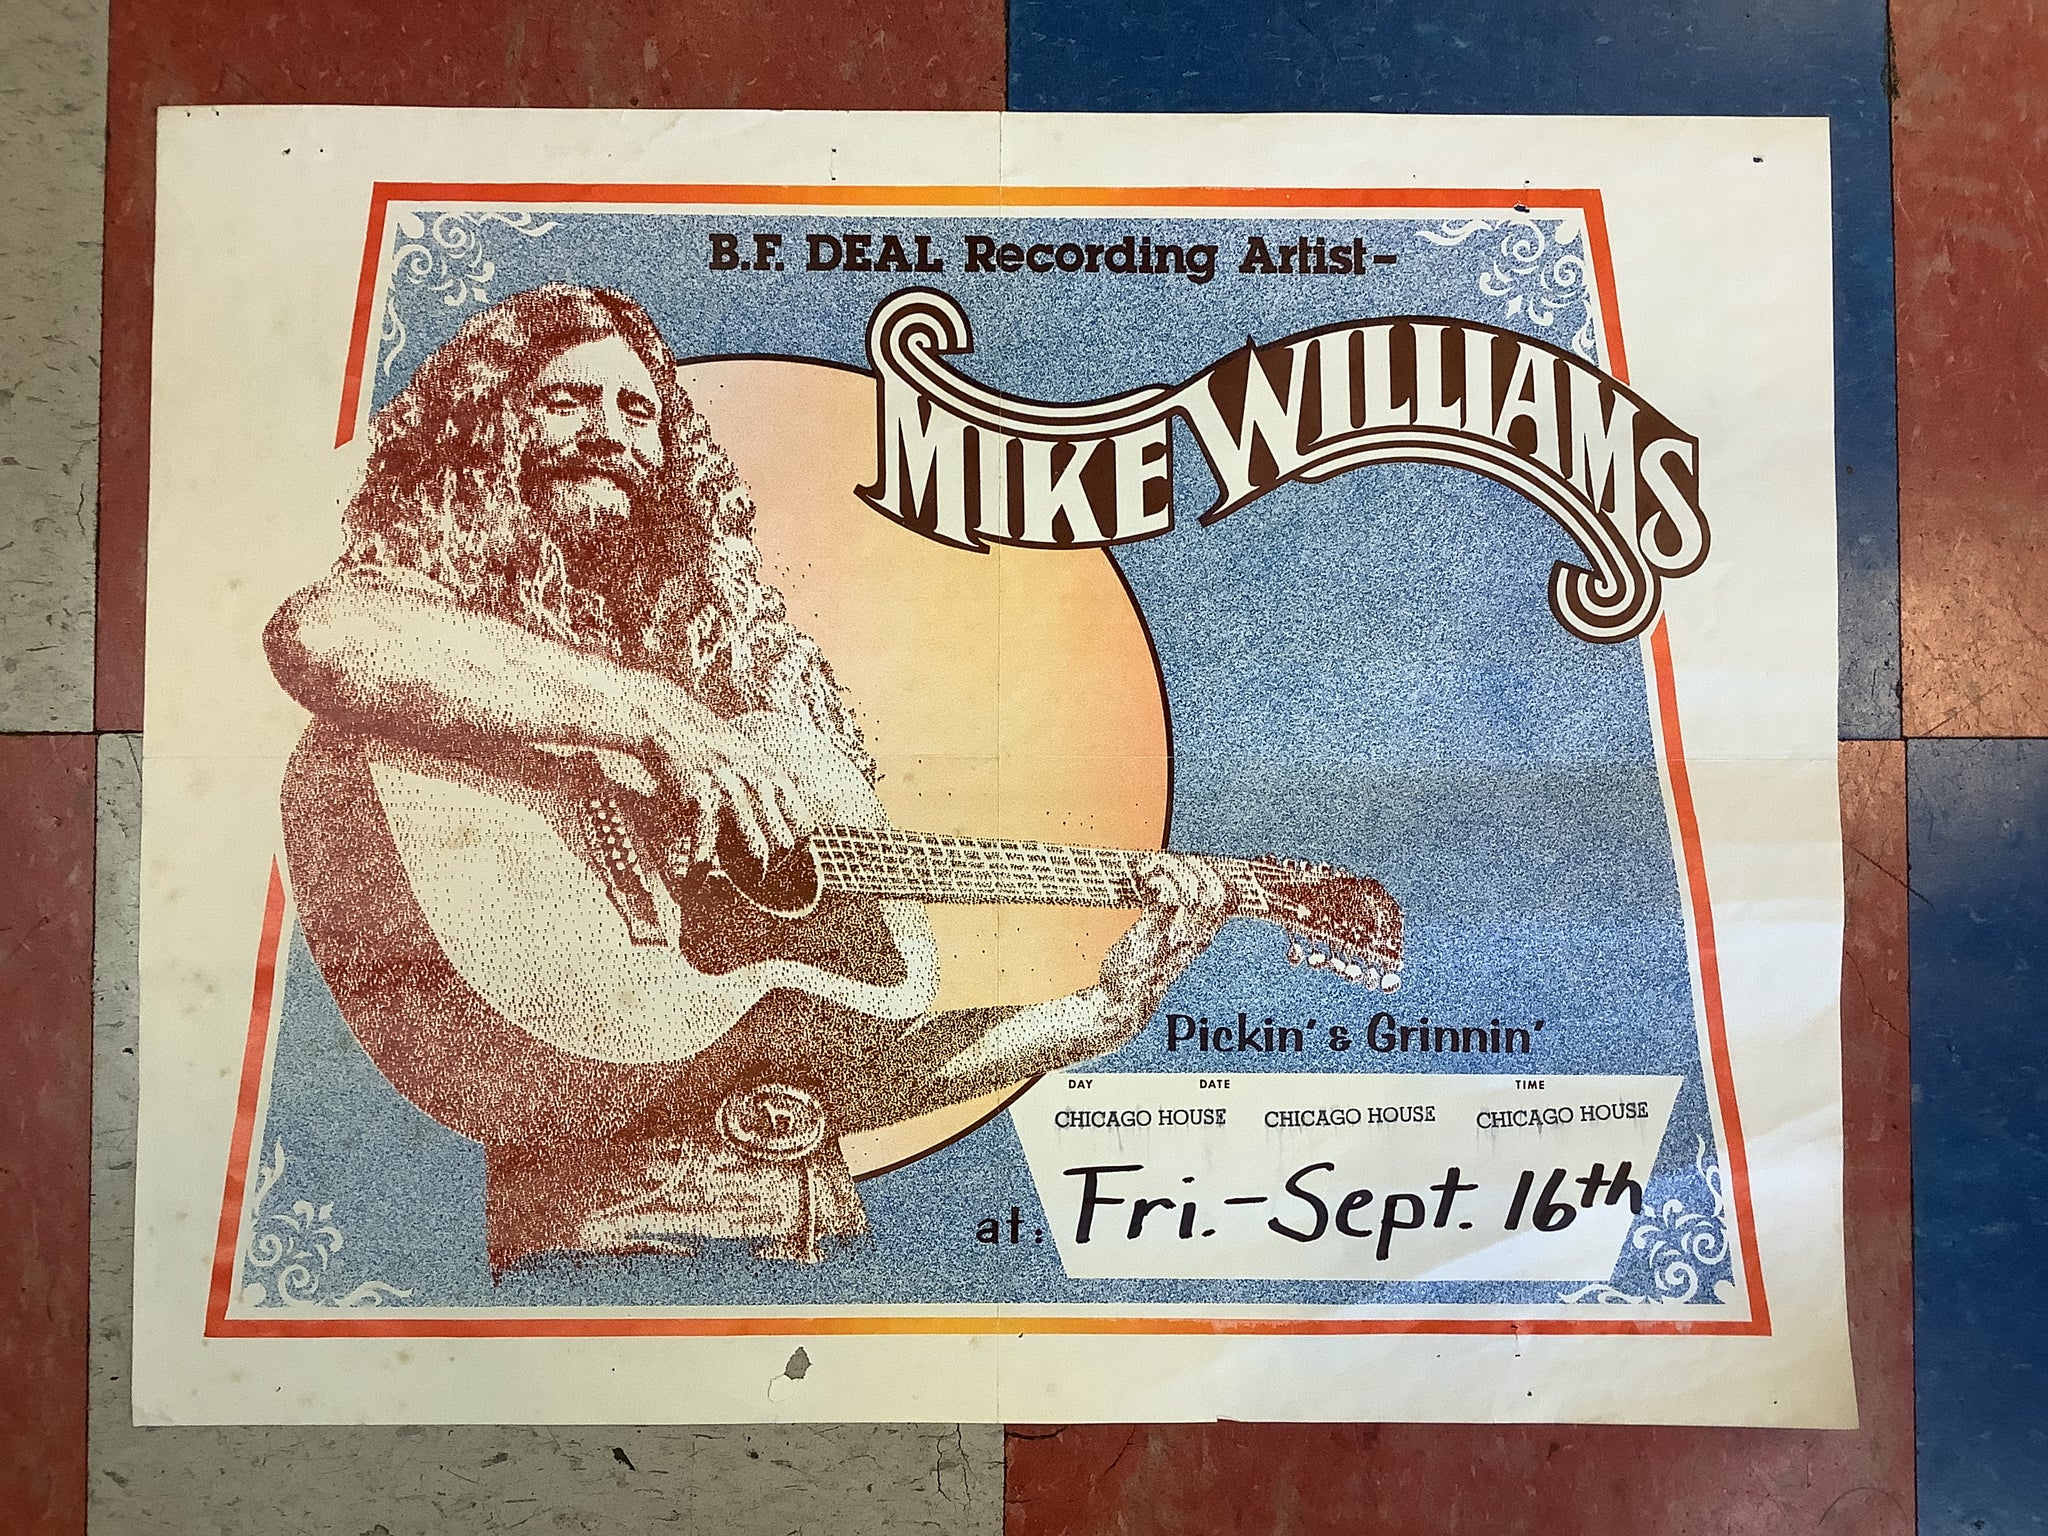 B.F. DEAL Recording Artist–
MIKE WILLIAMS
Pickin' & Grinnin'
DAY DATE TIME
CHICAGO HOUSE CHICAGO HOUSE CHICAGO HOUSE
at: Fri.-Sept. 16th